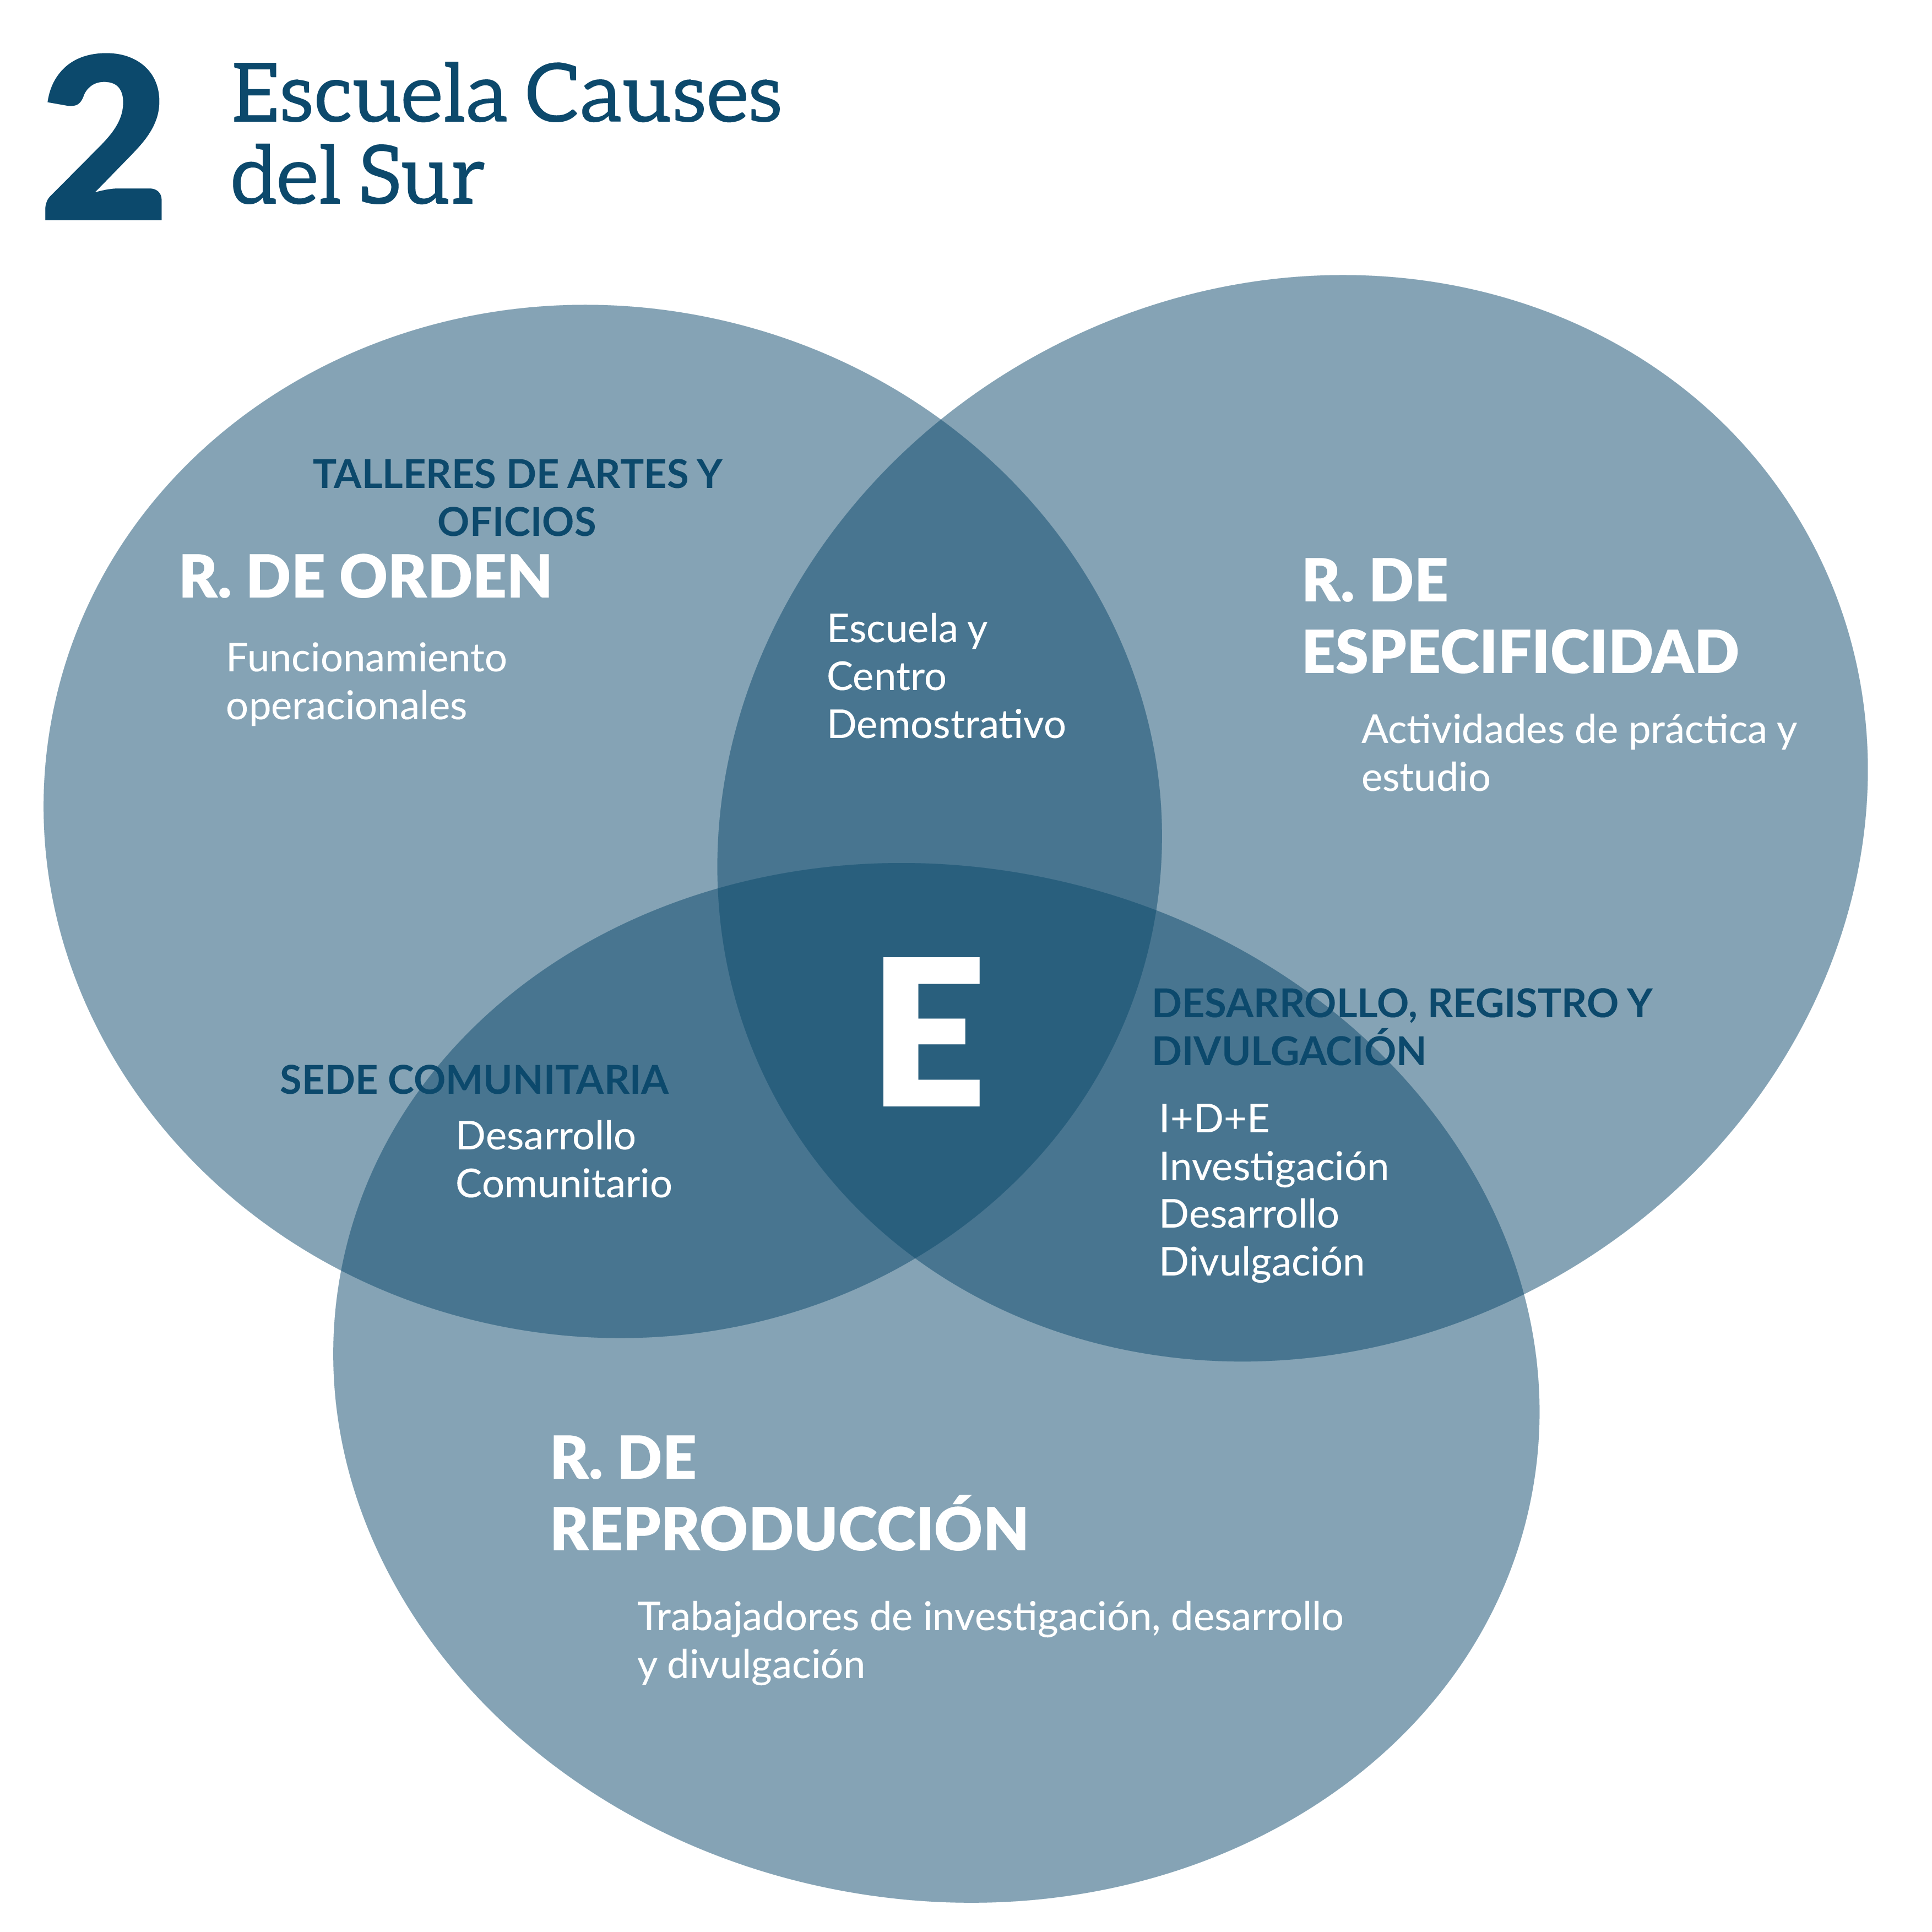 2
Escuela Causes
del Sur
TALLERES DE ARTES Y
OFICIOS
R. DE ORDEN
Funcionamiento
operacionales
Escuela y
Centro
Demostrativo
R. DE
ESPECIFICIDAD
Actividades de práctica y
estudio
E
SEDE COMUNITARIA
Desarrollo
Comunitario
DESARROLLO, REGISTRO Y
DIVULGACIÓN
I+D+E
Investigación
Desarrollo
Divulgación
R. DE
REPRODUCCIÓN
Trabajadores de investigación, desarrollo
y divulgación